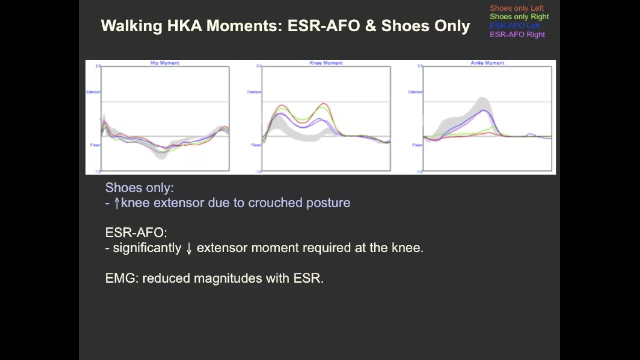 Walking HKA Moments: ESR-AFO & Shoes Only
Shoes only Left
Shoes only Right
ESR-AFO Left
ESR-AFO Right
Hip Moment
Knee Moment
Ankle Moment
Shoes only:
- ↑knee extensor due to crouched posture
ESR-AFO:
- significantly ↓ extensor moment required at the knee.
EMG: reduced magnitudes with ESR.